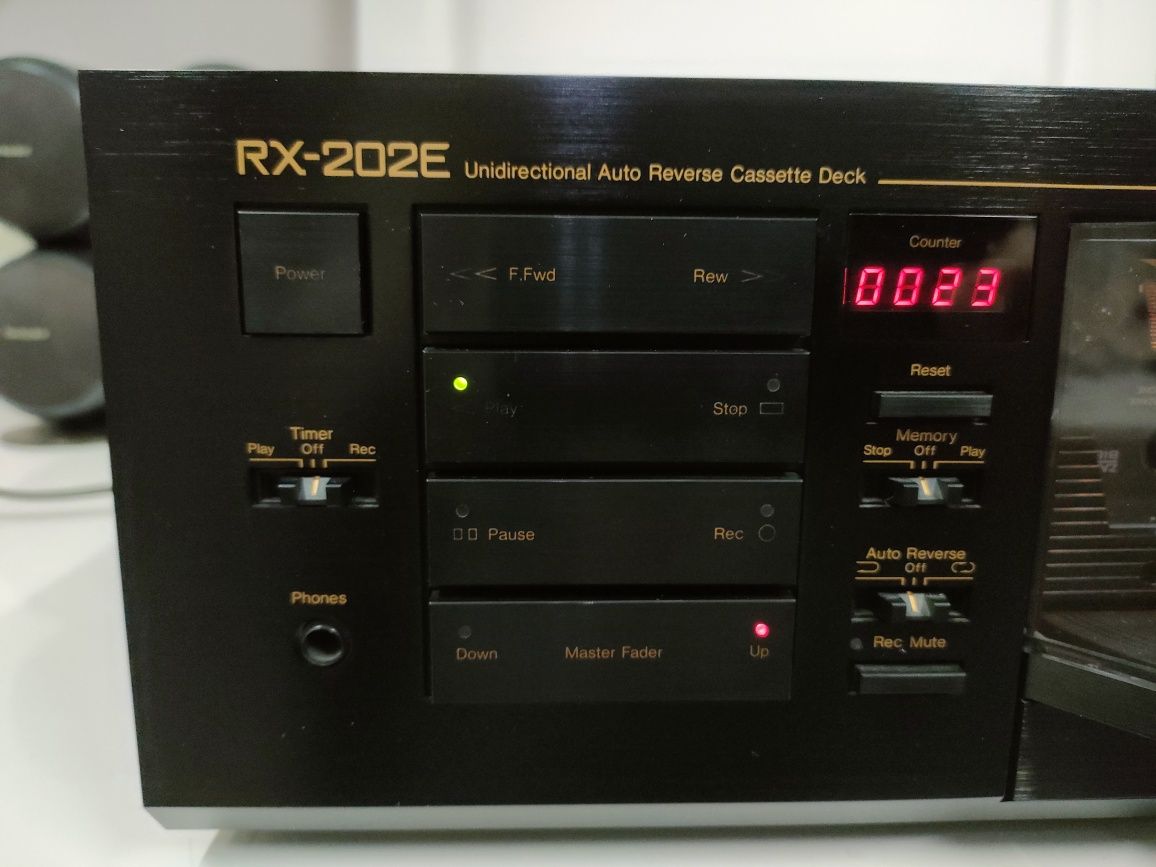 RX-202E Unidirectional Auto Reverse Cassette Deck
Power
<< F.Fwd
Rew >
Counter
0023
Play
Stop
Reset
Timer
Play Off Rec
Memory
Stop Off Play
Pause
Rec
Auto Reverse
Off
Phones
Down Master Fader Up
Rec Mute